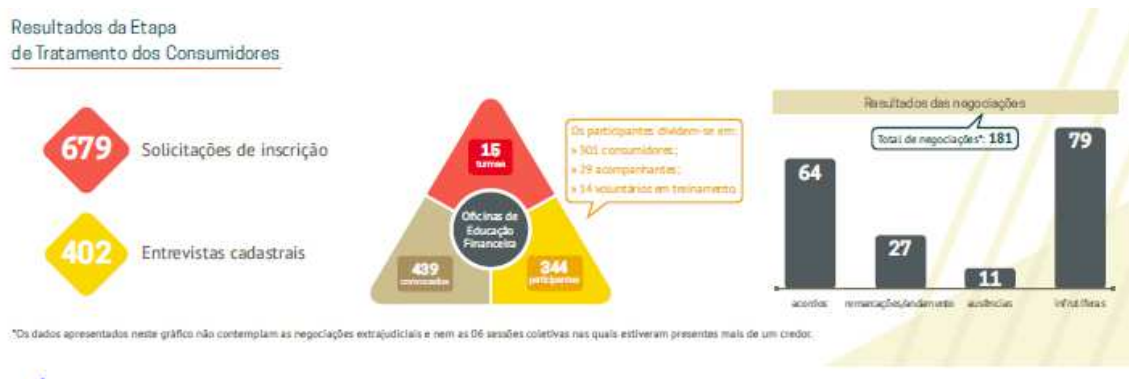 Resultados da Etapa
de Tratamento dos Consumidores
679
Solicitações de inscrição
402
Entrevistas cadastrais
15
turmas
Oficinas de
Educação
Financeira
439
convocados
344
participantes
Os participantes dividem-se em:
» 301 consumidores;
» 29 acompanhantes;
» 14 voluntários em treinamento.
Resultados das negociações
Total de negociações*: 181
64
27
11
79
acordos
remarcações/andamento
ausências
infrutíferas
*Os dados apresentados neste gráfico não contemplam as negociações extrajudiciais e nem as 06 sessões coletivas nas quais estiveram presentes mais de um credor.